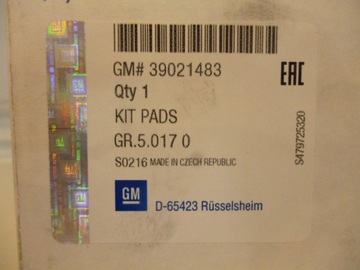 GM# 39021483
Qty 1
KIT PADS
GR.5.017 0
S0216 MADE IN CZECH REPUBLIC
GM
D-65423 Rüsselsheim
EAC
S479725320